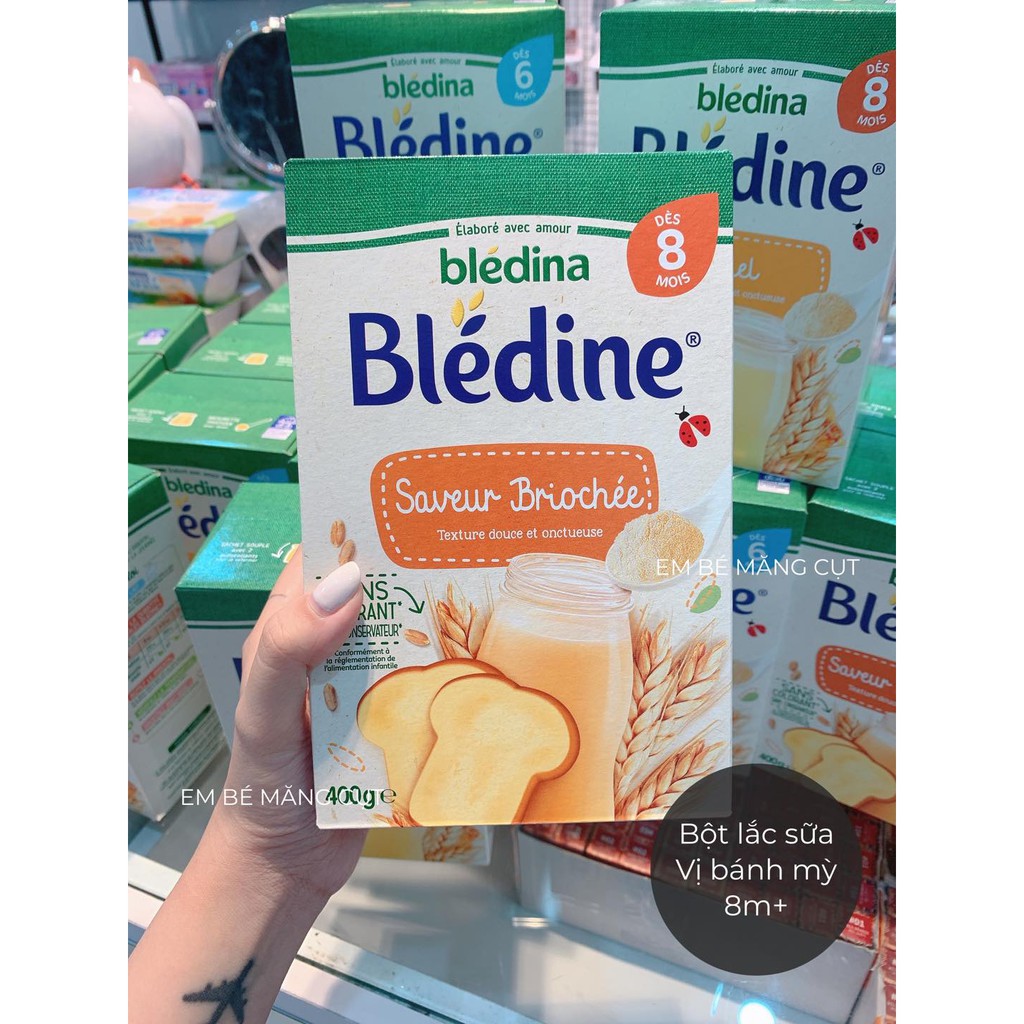 Élaboré avec amour
blédina
Blédine®
DÈS
6
MOIS
Élaboré avec amour
blédina
dine®
DÈS
8
MOIS
Élaboré avec amour
blédina
Blédine®
DÈS
8
MOIS
Saveur Briochée
Texture douce et onctueuse
Conformément à
la réglementation de
l'alimentation infantile
400g℮
EM BÉ MĂNG CỤT
EM BÉ MĂNG CỤT
blédina
Saveur
Bột lắc sữa
Vị bánh mỳ
8m+